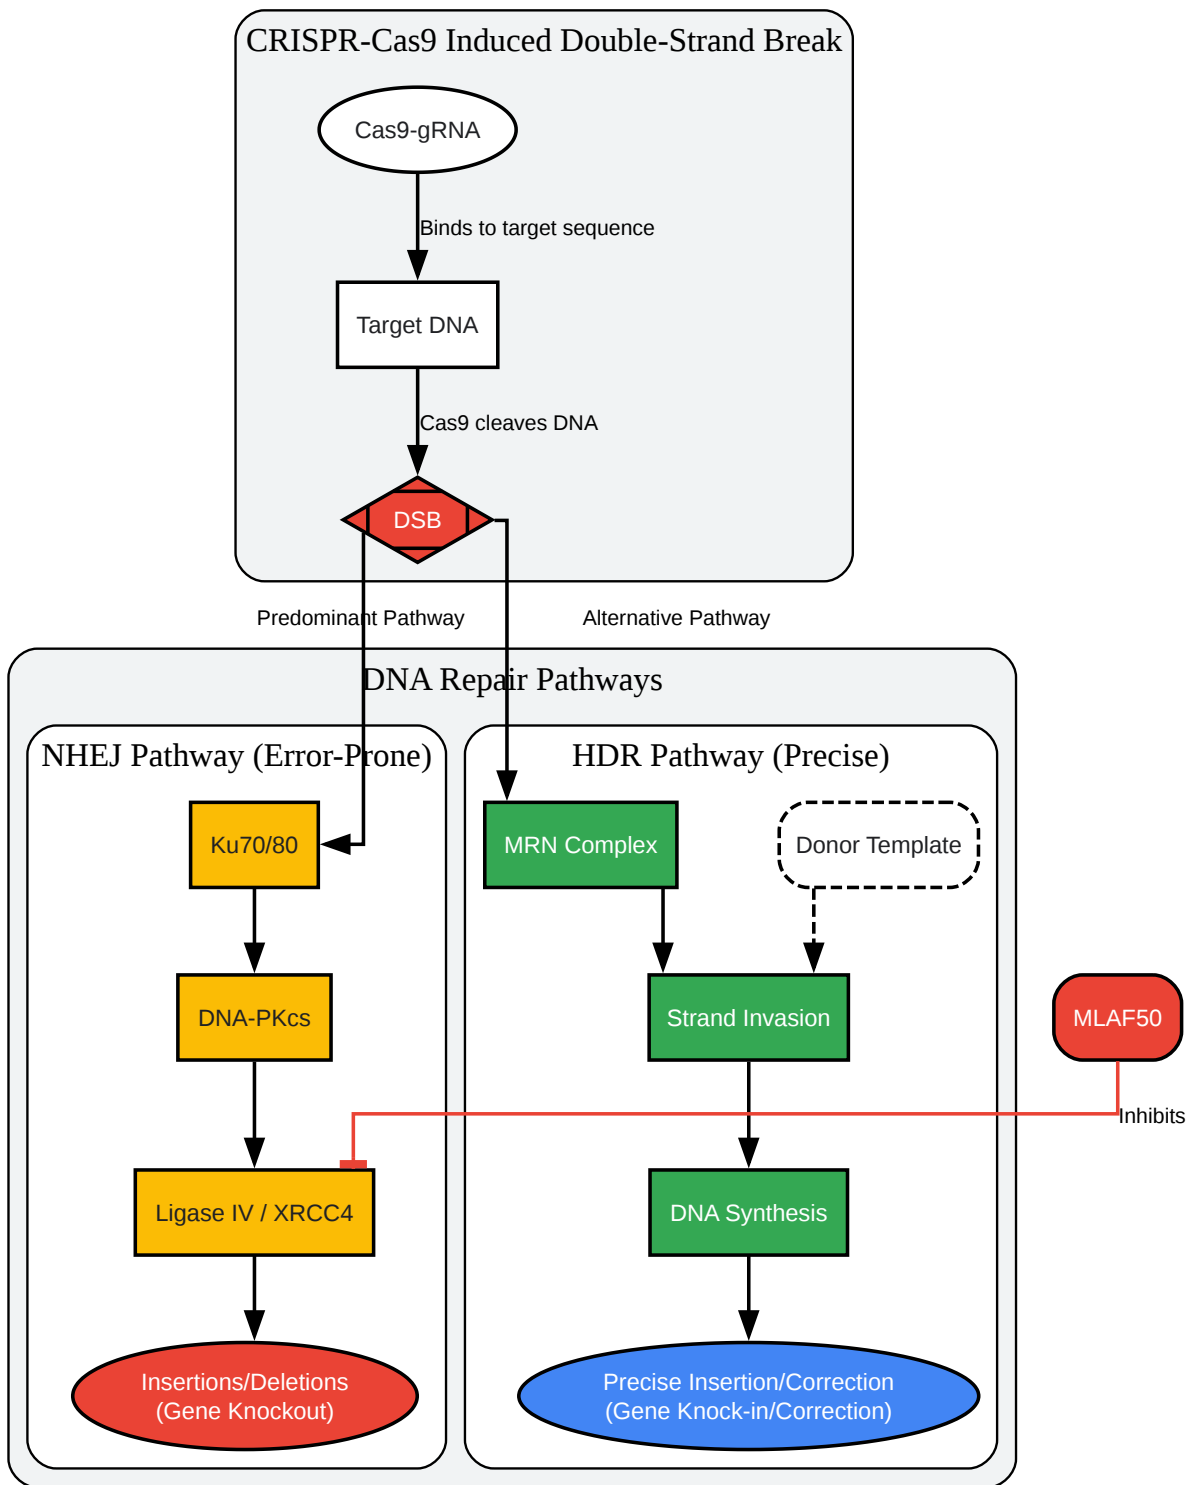 CRISPR-Cas9 Induced Double-Strand Break
Cas9-gRNA
Binds to target sequence
Target DNA
Cas9 cleaves DNA
DSB
Predominant Pathway
Alternative Pathway
DNA Repair Pathways
NHEJ Pathway (Error-Prone)
HDR Pathway (Precise)
Ku70/80
MRN Complex
Donor Template
DNA-PKcs
Strand Invasion
MLAF50
Inhibits
Ligase IV / XRCC4
DNA Synthesis
Insertions/Deletions
(Gene Knockout)
Precise Insertion/Correction
(Gene Knock-in/Correction)